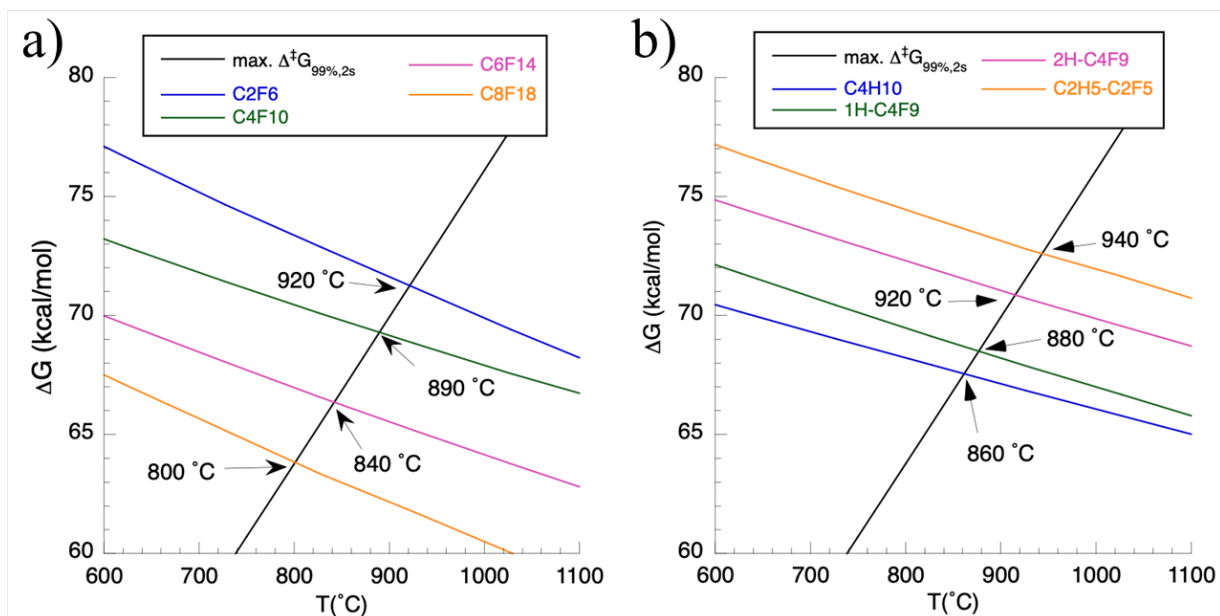 a)
max. Δ‡G99%,2s
C2F6
C4F10
C6F14
C8F18
80
75
70
65
60
ΔG (kcal/mol)
920 ˚C
890 ˚C
840 ˚C
800 ˚C
600 700 800 900 1000 1100
T(˚C)
b)
max. Δ‡G99%,2s
C4H10
1H-C4F9
2H-C4F9
C2H5-C2F5
80
75
70
65
60
ΔG (kcal/mol)
940 ˚C
920 ˚C
880 ˚C
860 ˚C
600 700 800 900 1000 1100
T(˚C)